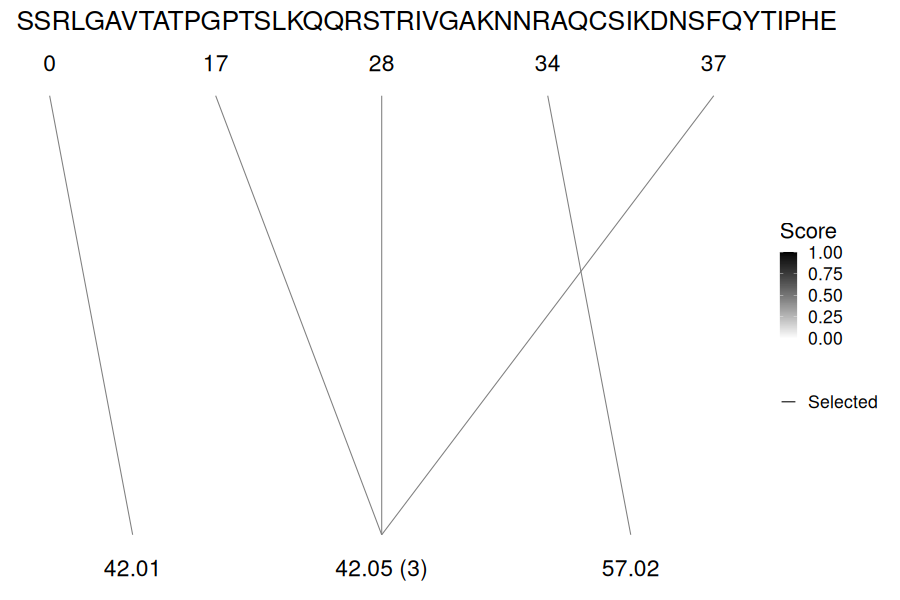 SSRLGAVTATPGPTSLKQQRSTRIVGAKNNNRAQCSIKDNSFQYTIPHE
0 17 28 34 37
Score
1.00
0.75
0.50
0.25
0.00
Selected
42.01 42.05 (3) 57.02